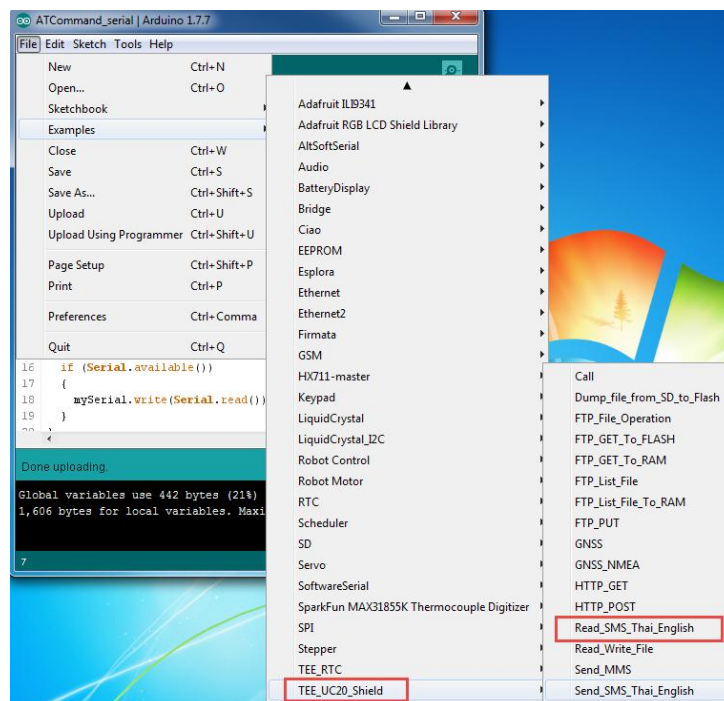 ATCommand_serial | Arduino 1.7.7
File Edit Sketch Tools Help
New Ctrl+N
Open... Ctrl+O
Sketchbook
Examples
Close Ctrl+W
Save Ctrl+S
Save As... Ctrl+Shift+S
Upload Ctrl+U
Upload Using Programmer Ctrl+Shift+U
Page Setup Ctrl+Shift+P
Print Ctrl+P
Preferences Ctrl+Comma
Quit Ctrl+Q
16 if (Serial.available())
17 {
18 mySerial.write(Serial.read())
19 }
Done uploading.
Global variables use 442 bytes (21%)
1,606 bytes for local variables. Maxi
7
Adafruit ILI9341
Adafruit RGB LCD Shield Library
AltSoftSerial
Audio
BatteryDisplay
Bridge
Ciao
EEPROM
Esplora
Ethernet
Ethernet2
Firmata
GSM
HX711-master
Keypad
LiquidCrystal
LiquidCrystal_I2C
Robot Control
Robot Motor
RTC
Scheduler
SD
Servo
SoftwareSerial
SparkFun MAX31855K Thermocouple Digitizer
SPI
Stepper
TEE_RTC
TEE_UC20_Shield
Call
Dump_file_from_SD_to_Flash
FTP_File_Operation
FTP_GET_To_FLASH
FTP_GET_To_RAM
FTP_List_File
FTP_List_File_To_RAM
FTP_PUT
GNSS
GNSS_NMEA
HTTP_GET
HTTP_POST
Read_SMS_Thai_English
Read_Write_File
Send_MMS
Send_SMS_Thai_English